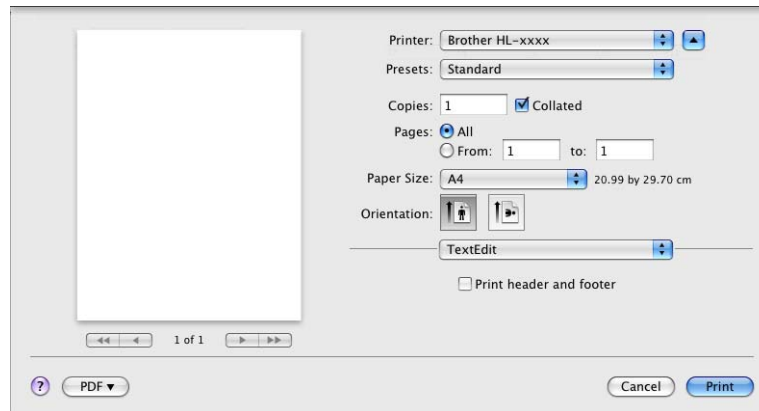 Printer: Brother HL-xxxx
Presets: Standard
Copies: 1 Collated
Pages: All
From: 1 to: 1
Paper Size: A4 20.99 by 29.70 cm
Orientation:
TextEdit
Print header and footer
1 of 1
? PDF Cancel Print